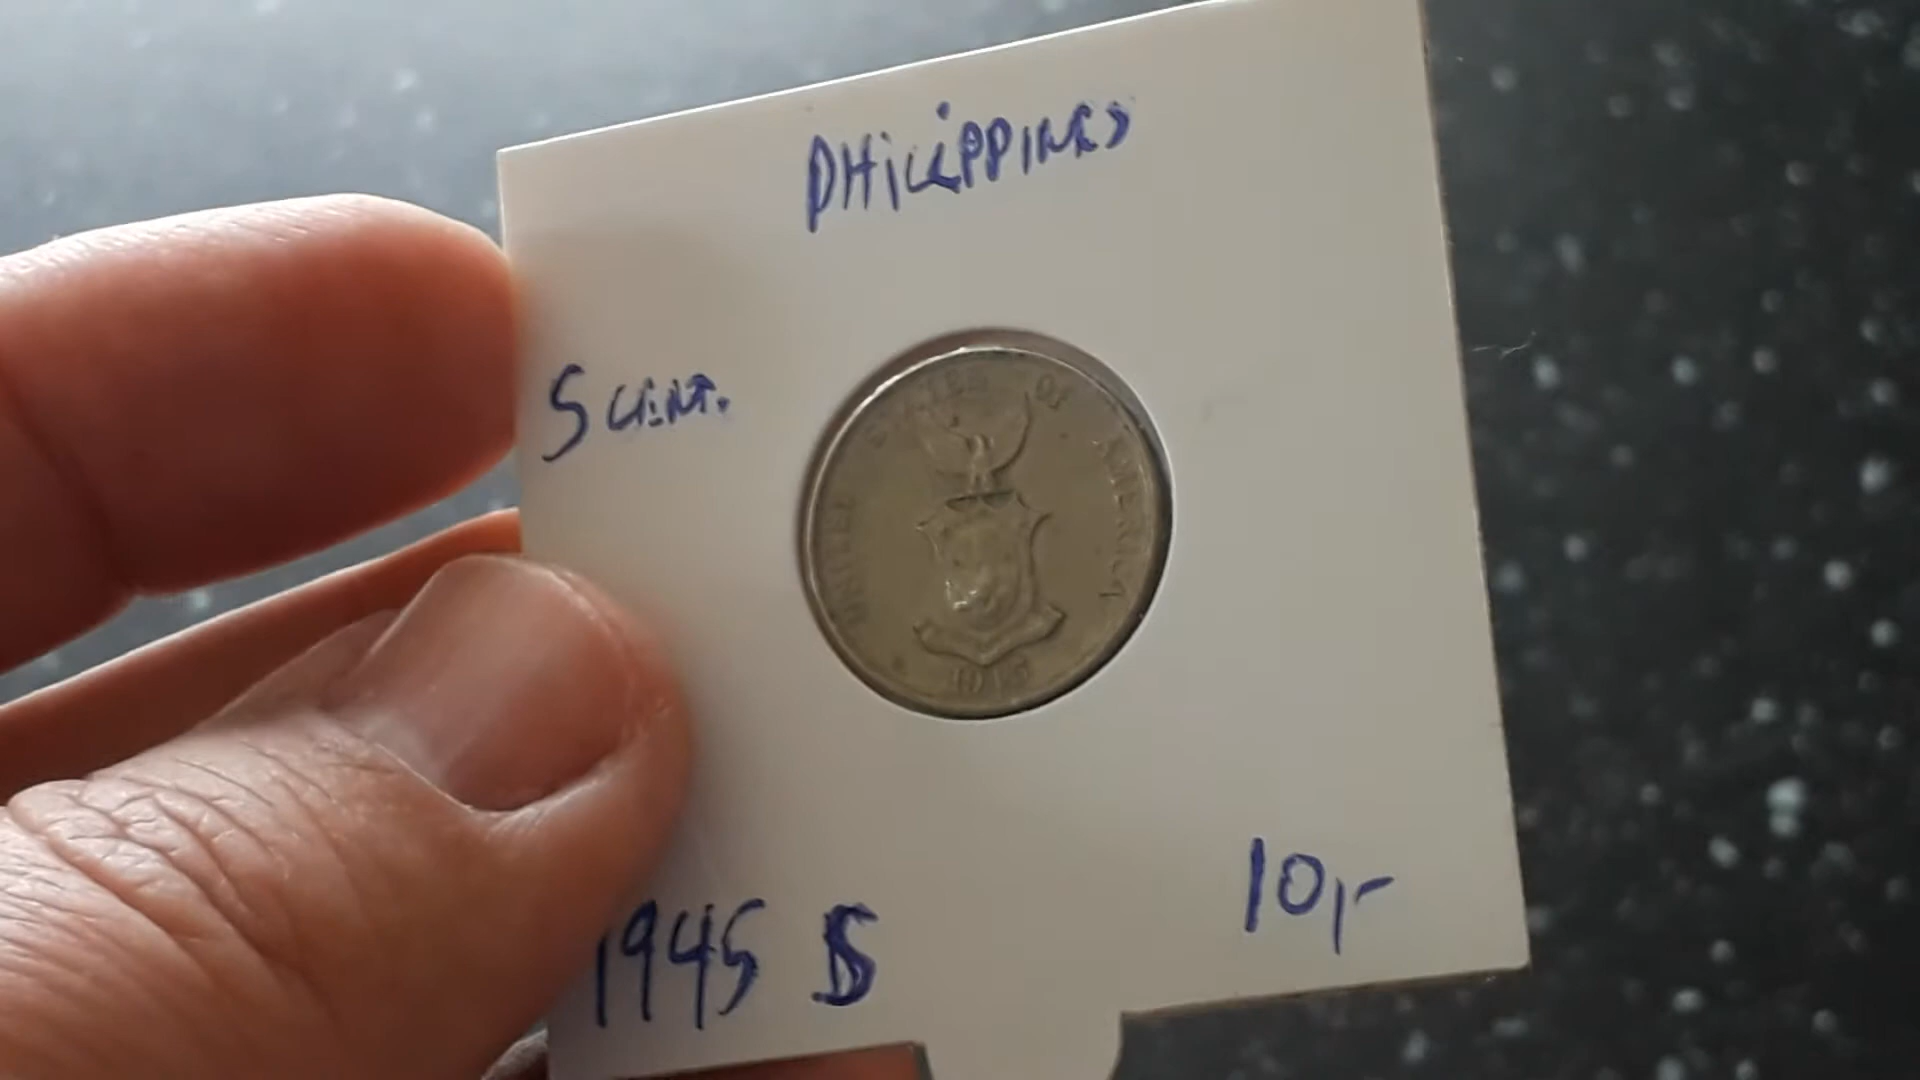 PHiLiPPINES
5 CENT.
UNITED STATES OF AMERICA
1945
1945 S
10,-